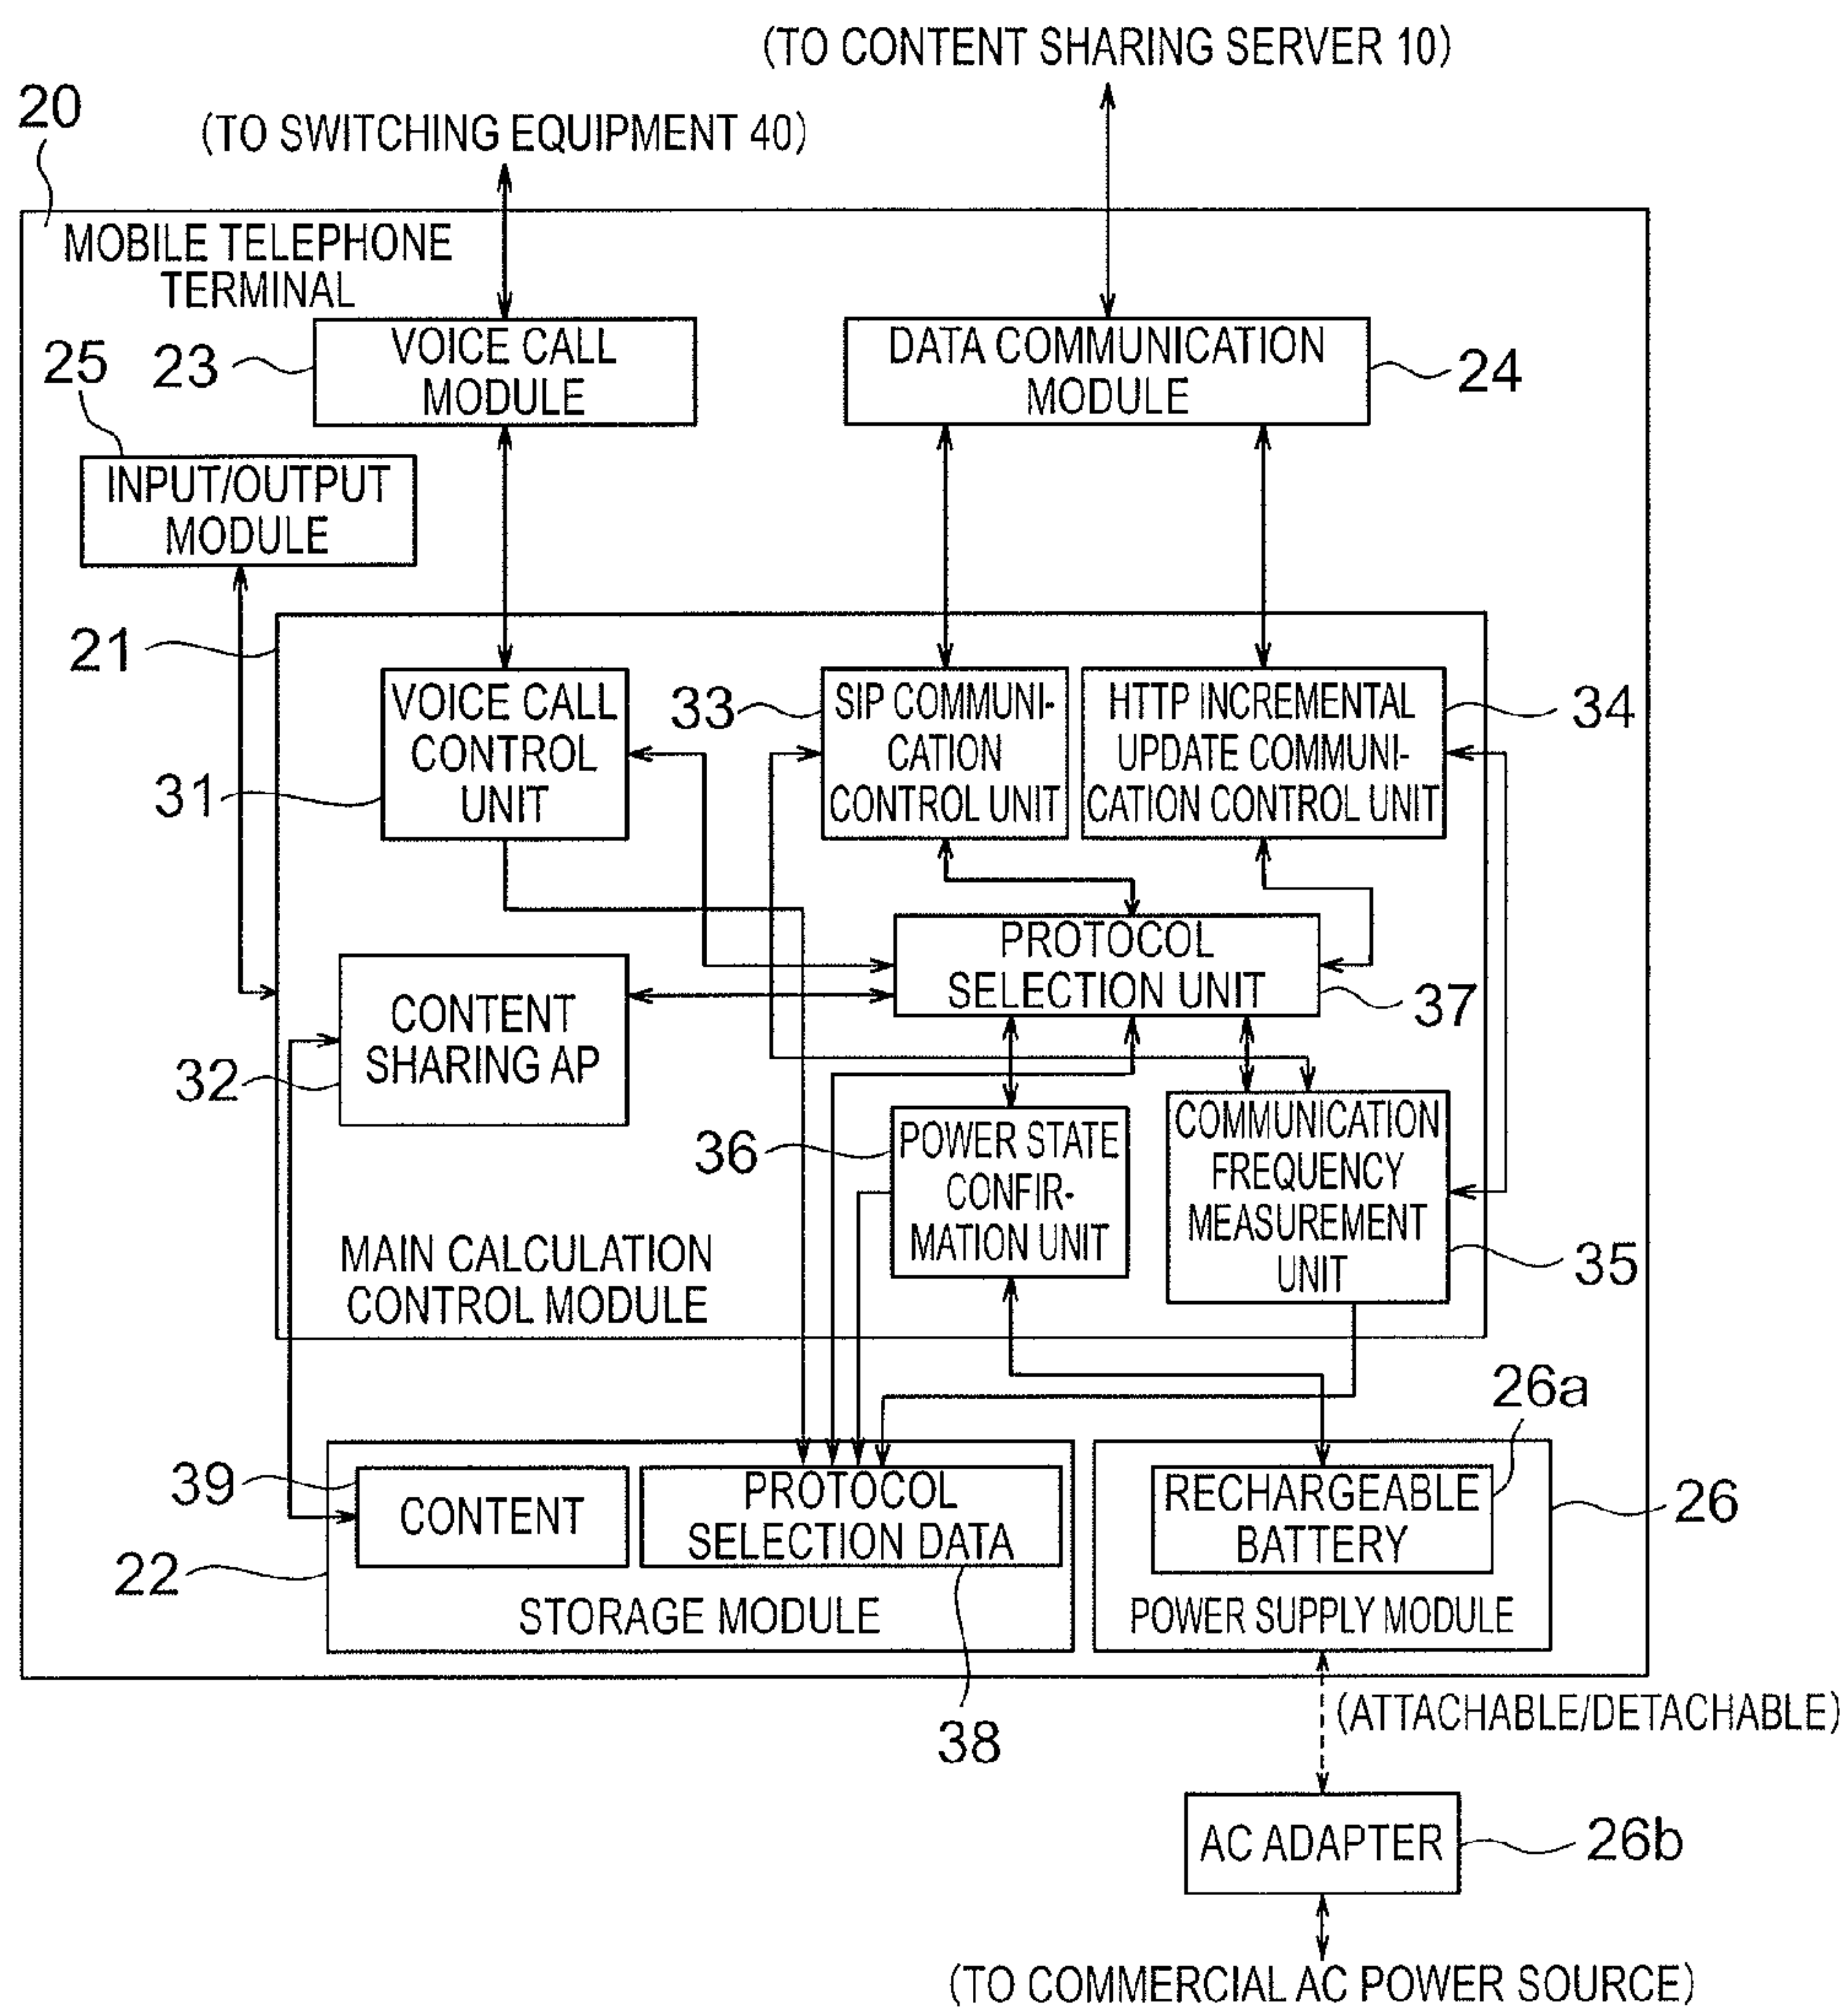 (TO CONTENT SHARING SERVER 10)
20
(TO SWITCHING EQUIPMENT 40)
MOBILE TELEPHONE
TERMINAL
25
23
VOICE CALL
MODULE
DATA COMMUNICATION
MODULE
24
INPUT/OUTPUT
MODULE
21
31
VOICE CALL
CONTROL
UNIT
33
SIP COMMUNI-
CATION
CONTROL UNIT
HTTP INCREMENTAL
UPDATE COMMUNI-
CATION CONTROL UNIT
34
PROTOCOL
SELECTION UNIT
37
32
CONTENT
SHARING AP
36
POWER STATE
CONFIR-
MATION UNIT
COMMUNICATION
FREQUENCY
MEASUREMENT
UNIT
35
MAIN CALCULATION
CONTROL MODULE
26a
39
CONTENT
PROTOCOL
SELECTION DATA
RECHARGEABLE
BATTERY
26
22
STORAGE MODULE
POWER SUPPLY MODULE
38
(ATTACHABLE/DETACHABLE)
AC ADAPTER
26b
(TO COMMERCIAL AC POWER SOURCE)